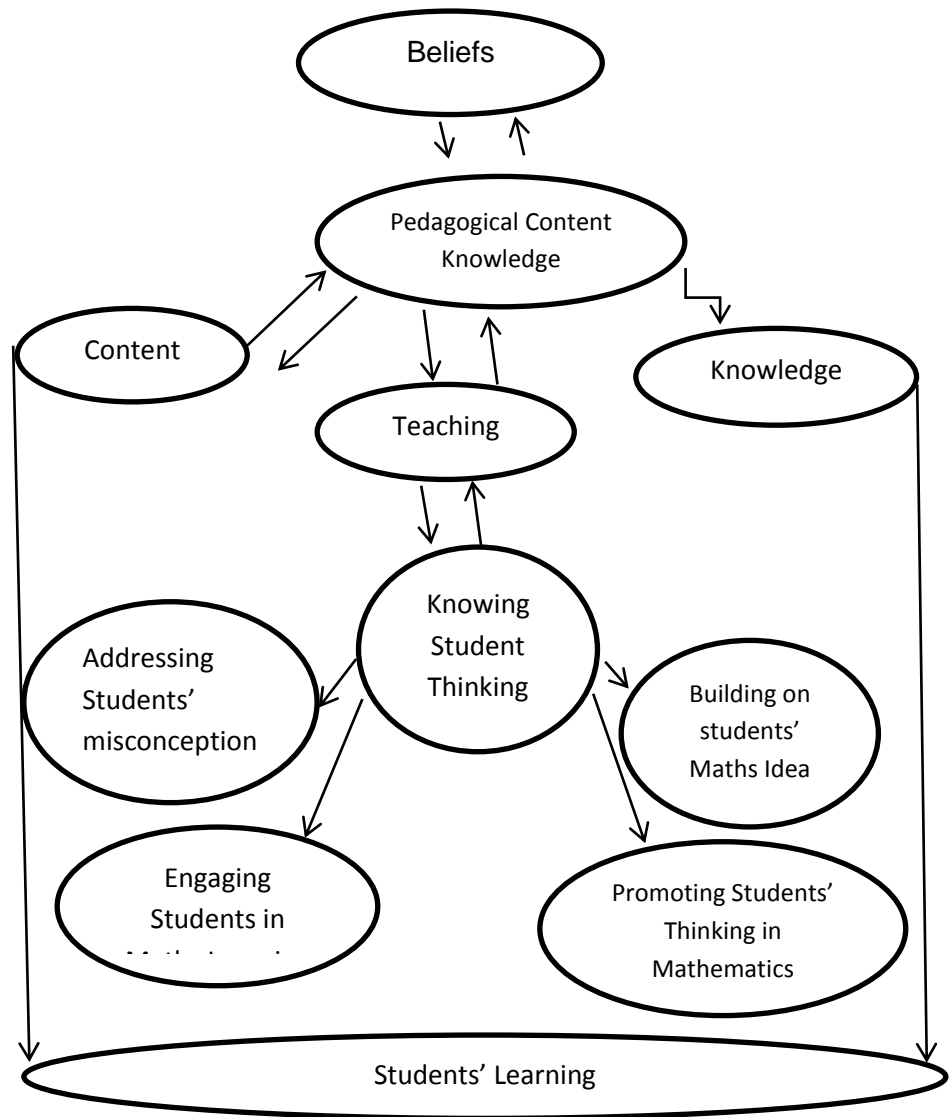 Beliefs
Pedagogical Content
Knowledge
Content
Knowledge
Teaching
Knowing
Student
Thinking
Addressing
Students’
misconception
Building on
students’
Maths Idea
Engaging
Students in
Promoting Students’
Thinking in
Mathematics
Students’ Learning